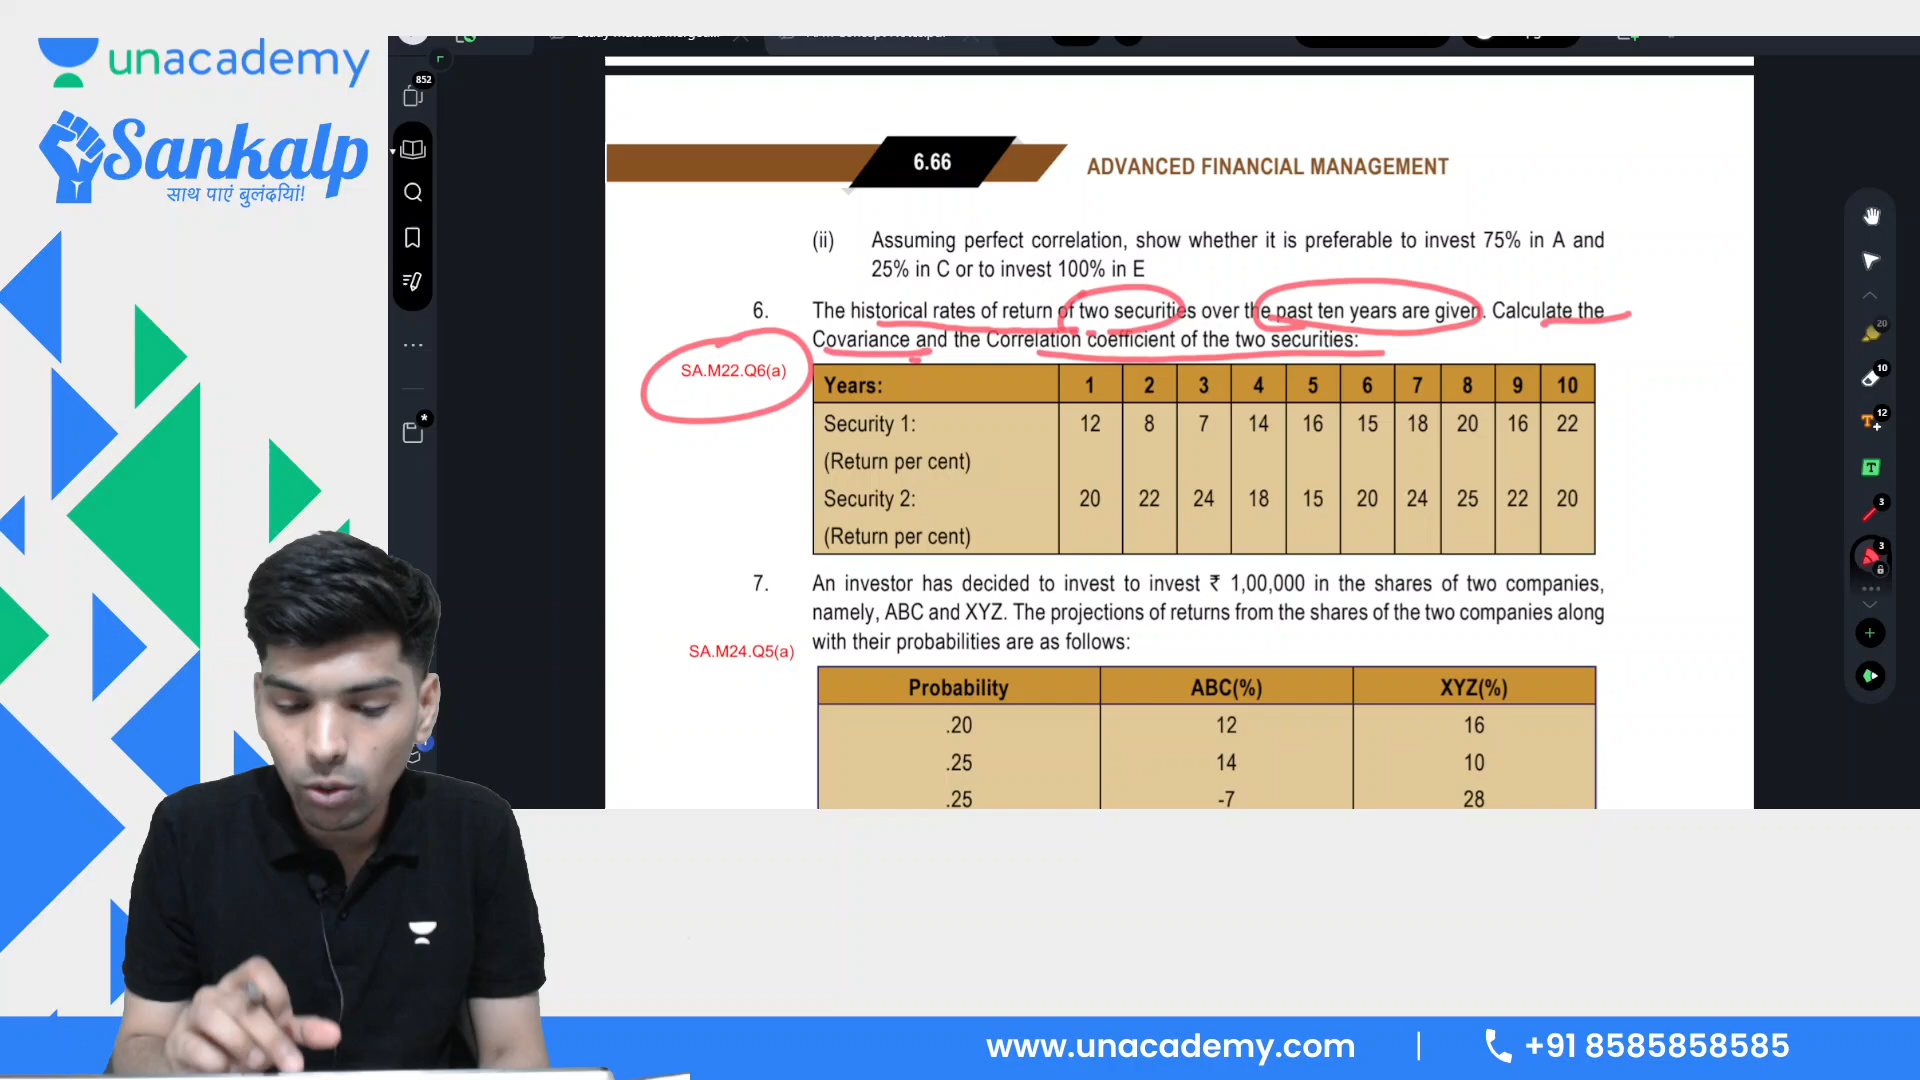 unacademy
Sankalp
साथ पाएं बुलंदियां!
852
6.66
ADVANCED FINANCIAL MANAGEMENT
(ii) Assuming perfect correlation, show whether it is preferable to invest 75% in A and
25% in C or to invest 100% in E
6. The historical rates of return of two securities over the past ten years are given. Calculate the
Covariance and the Correlation coefficient of the two securities:
SA.M22.Q6(a)
Years: 1 2 3 4 5 6 7 8 9 10
Security 1: 12 8 7 14 16 15 18 20 16 22
(Return per cent)
Security 2: 20 22 24 18 15 20 24 25 22 20
(Return per cent)
7. An investor has decided to invest to invest ₹ 1,00,000 in the shares of two companies,
namely, ABC and XYZ. The projections of returns from the shares of the two companies along
with their probabilities are as follows:
SA.M24.Q5(a)
Probability ABC(%) XYZ(%)
.20 12 16
.25 14 10
.25 -7 28
20
10
12
T
T
3
3
www.unacademy.com | +91 8585858585